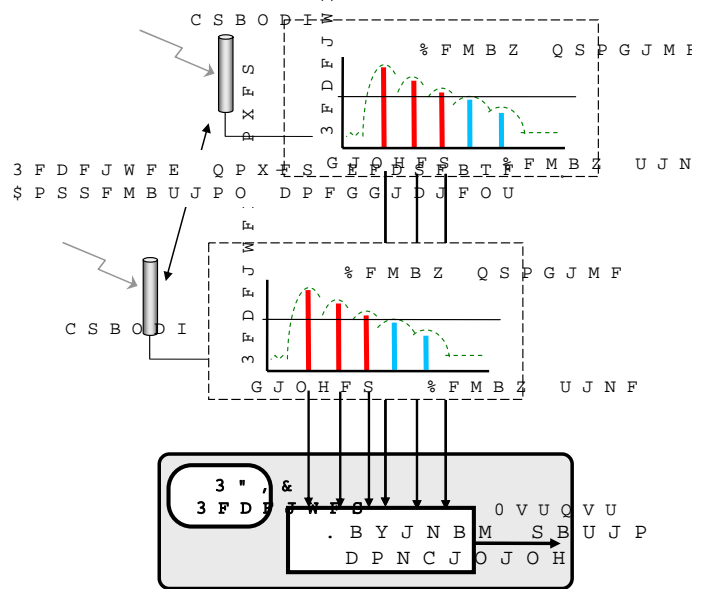 C S B O D I
% F M B Z Q S P G J M
3 F D F J W
P X F S
G J O H F S % F M B Z U J N
3 F D F J W F E Q P X F S E F D S F B T F
$ P S S F M B U J P O D P F G G J D J F O U
3 F D F J W F
% F M B Z Q S P G J M F
C S B O D I
G J O H F S % F M B Z U J N F
3 " , &
3 F D F J W F S
0 V U Q V U
. B Y J N B M S B U J P
D P N C J O J O H